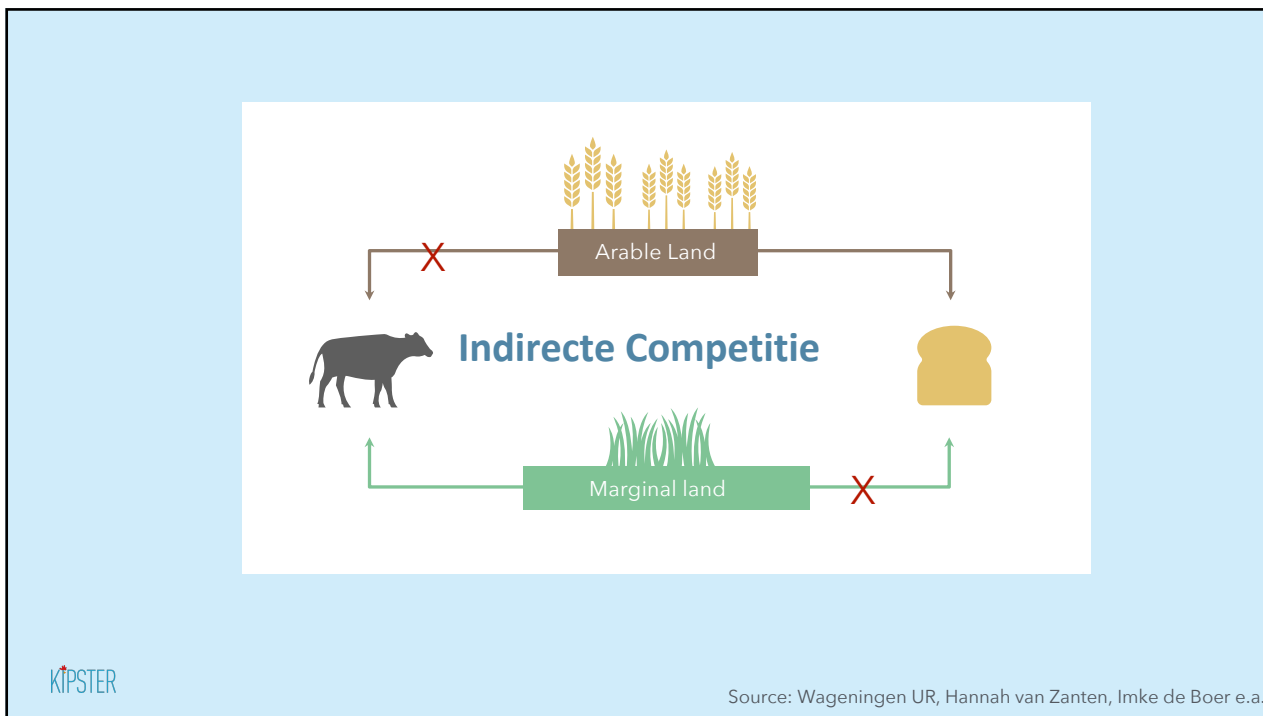 Arable Land
X
Indirecte Competitie
Marginal land
X
KIPSTER
Source: Wageningen UR, Hannah van Zanten, Imke de Boer e.a.